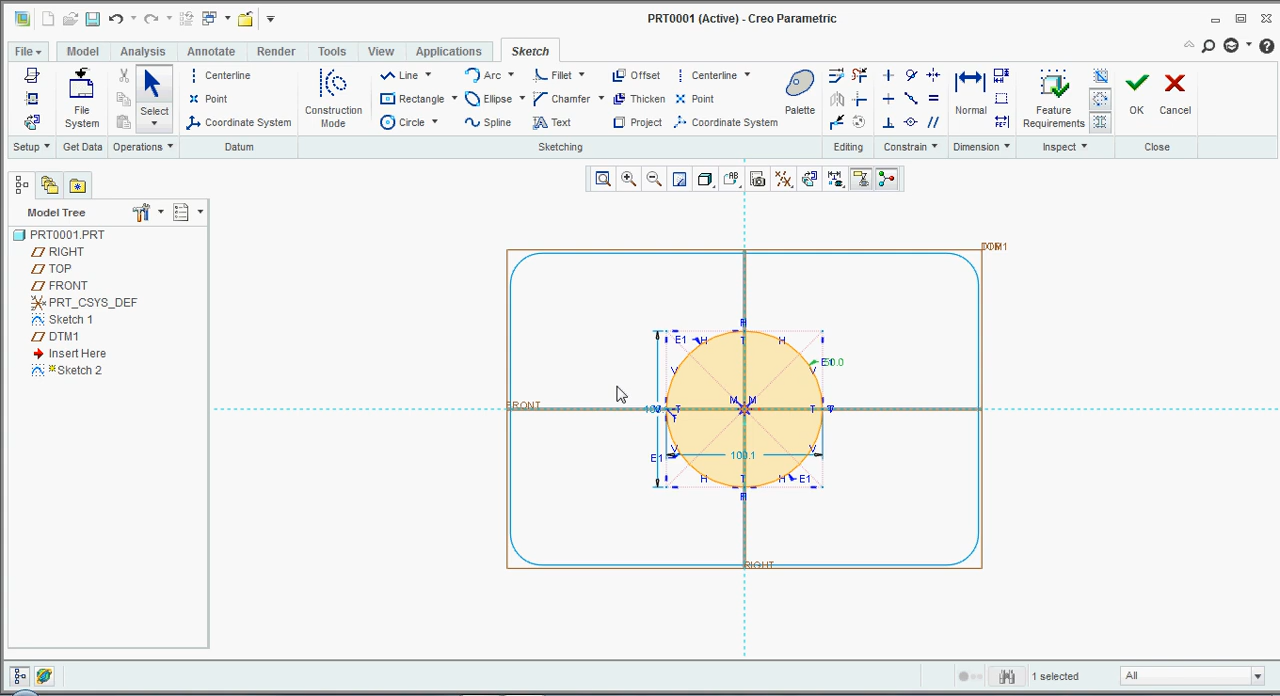 PRT0001 (Active) - Creo Parametric
File Model Analysis Annotate Render Tools View Applications Sketch
Centerline Line Arc Fillet Offset Centerline
Point Rectangle Ellipse Chamfer Thicken Point
Coordinate System Circle Spline Text Project Coordinate System
File System Select Construction Mode Palette Normal Feature Requirements OK Cancel
Setup Get Data Operations Datum Sketching Editing Constrain Dimension Inspect Close
Model Tree
PRT0001.PRT
RIGHT
TOP
FRONT
PRT_CSYS_DEF
Sketch 1
DTM1
Insert Here
Sketch 2
H
E1 H T H
V V
FRONT M M
T T
T
V V
E1 100.1
H T H E1
RIGHT
1 selected All